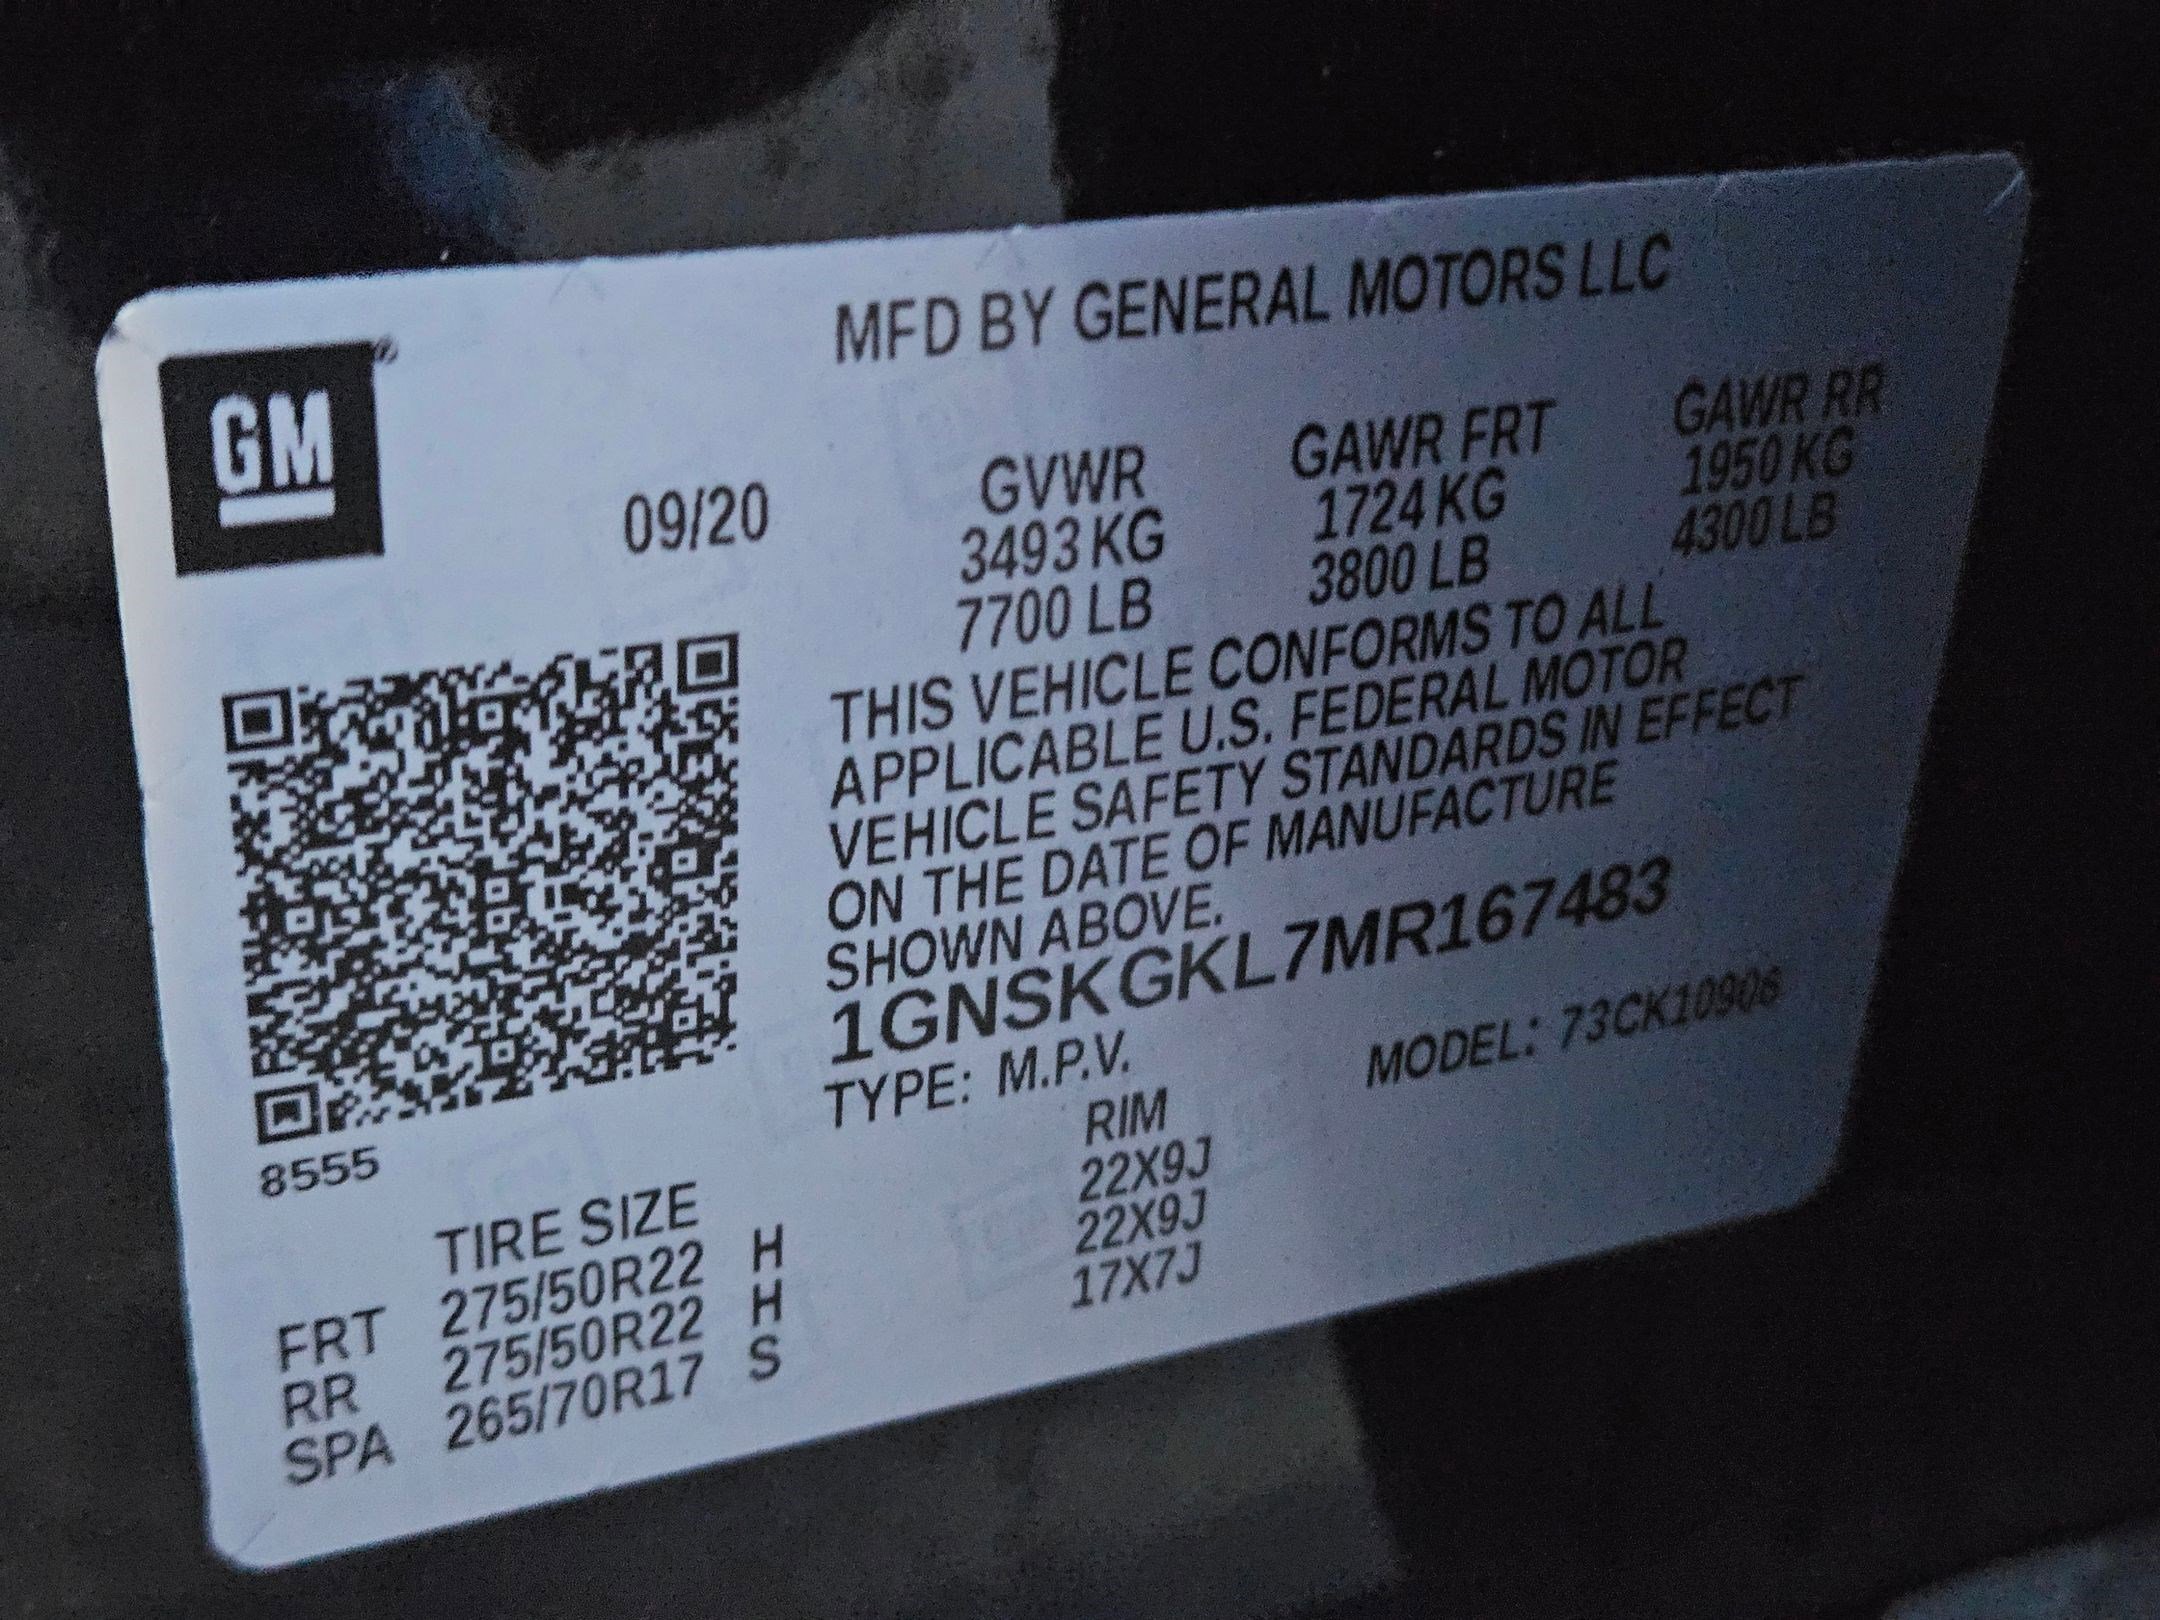 MFD BY GENERAL MOTORS LLC
GM®
09/20
GVWR GAWR FRT GAWR RR
3493 KG 1724 KG 1950 KG
7700 LB 3800 LB 4300 LB
THIS VEHICLE CONFORMS TO ALL
APPLICABLE U.S. FEDERAL MOTOR
VEHICLE SAFETY STANDARDS IN EFFECT
ON THE DATE OF MANUFACTURE
SHOWN ABOVE.
1GNSKGKL7MR167483
TYPE: M.P.V. MODEL: 73CK10906
8555
TIRE SIZE RIM
FRT 275/50R22 H 22X9J
RR 275/50R22 H 22X9J
SPA 265/70R17 S 17X7J